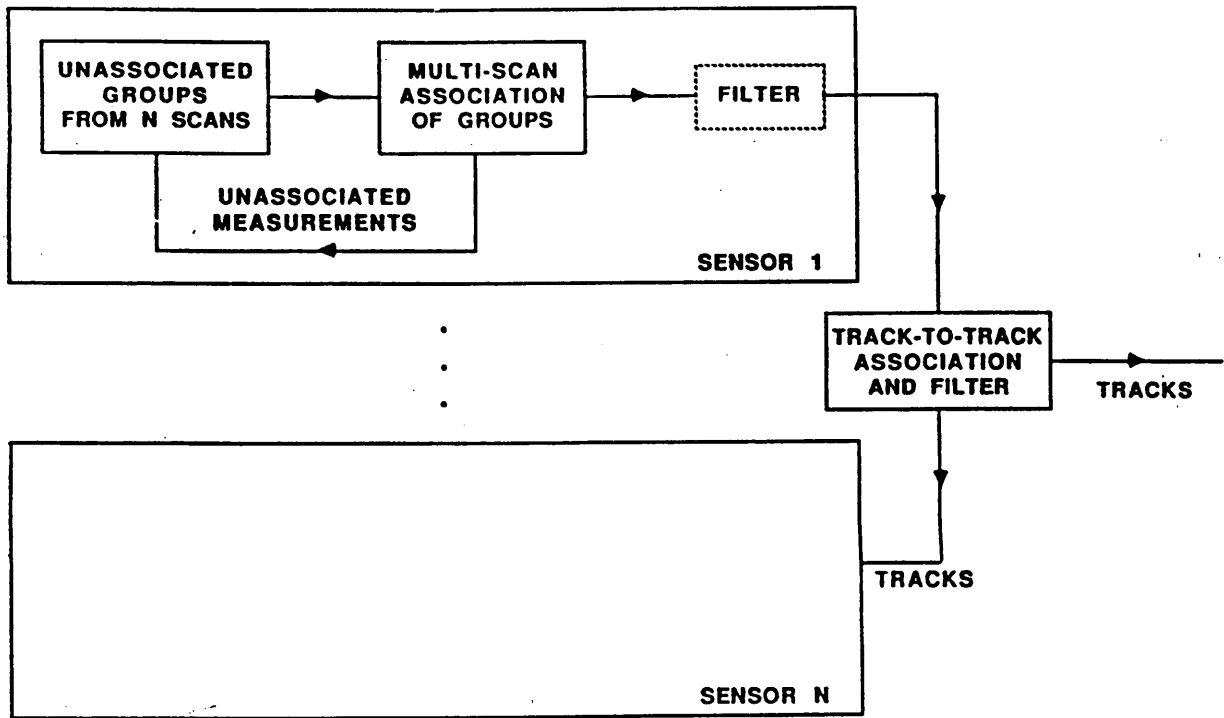 UNASSOCIATED
GROUPS
FROM N SCANS
MULTI-SCAN
ASSOCIATION
OF GROUPS
FILTER
UNASSOCIATED
MEASUREMENTS
SENSOR 1
TRACK-TO-TRACK
ASSOCIATION
AND FILTER
TRACKS
TRACKS
SENSOR N